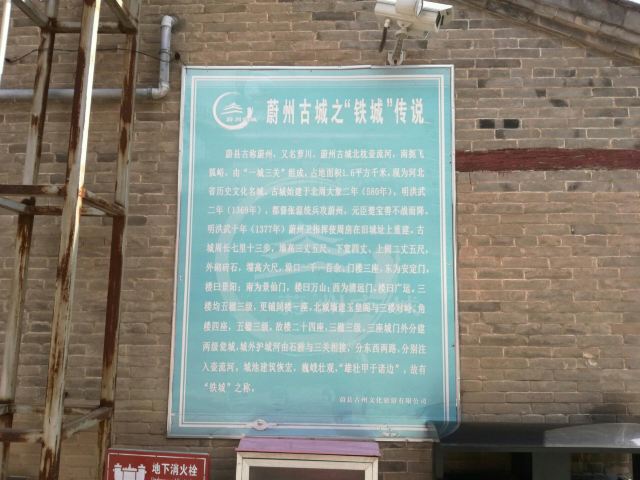 蔚州古城之“铁城”传说
蔚县古称蔚州，又名萝川，蔚州古城北枕壶流河，南扼飞
狐峪，由“一城三关”组成，占地面积1.6平方千米，现为河北
省历史文化名城。古城始建于北周大象二年（580年），明洪武
二年（1369年），都督张温统兵攻蔚州，元臣楚宝善不战而降，
明洪武十年（1377年）蔚州卫指挥使周房在旧城址上重建，古
城周长七里十三步，墙高三丈五尺，下宽四丈，上阔二丈五尺，
外砌砖石，墙高六尺，垛口一千一百余，门楼三座，东为安定门，
楼曰景阳；南为景仙门，楼曰万山；西为清远门，楼曰广运。三
楼均五楹三级，更铺间楼一座，北城墙建玉皇阁与三楼对峙，角
楼四座，五楹三级，敌楼二十四座，三楹三级，三座城门外分建
两级瓮城，城外护城河由石桥与三关相接，分东西两路，分别注
入壶流河，城池建筑恢宏，巍峨壮观，“雄壮甲于诸边”，故有
“铁城”之称。
蔚县古州文化旅游有限公司
地下消火栓